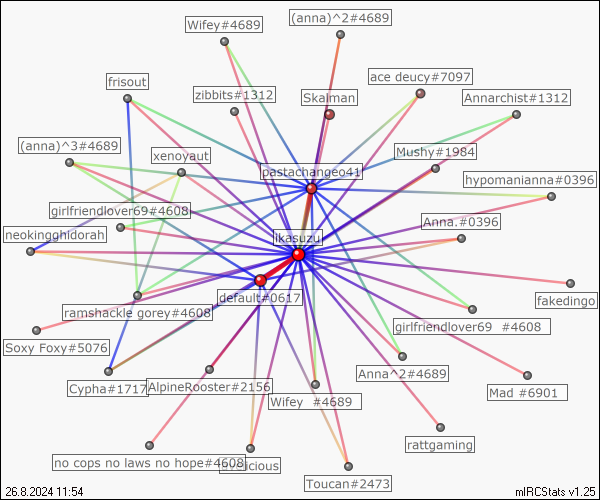 Wifey#4689
(anna)^2#4689
frisout
zibbits#1312
Skalman
ace deucy#7097
Annarchist#1312
(anna)^3#4689
xenoyaut
pastachangeo41
Mushy#1984
hypomanianna#0396
girlfriendlover69#4608
neokingghidorah
ikasuzu
Anna.#0396
default#0617
ramshackle gorey#4608
fakedingo
girlfriendlover69 #4608
Soxy Foxy#5076
Cypha#1717
AlpineRooster#2156
Wifey #4689
Anna^2#4689
Mad #6901
rattgaming
no cops no laws no hope#4608
Toucan#2473
26.8.2024 11:54
mIRCStats v1.25